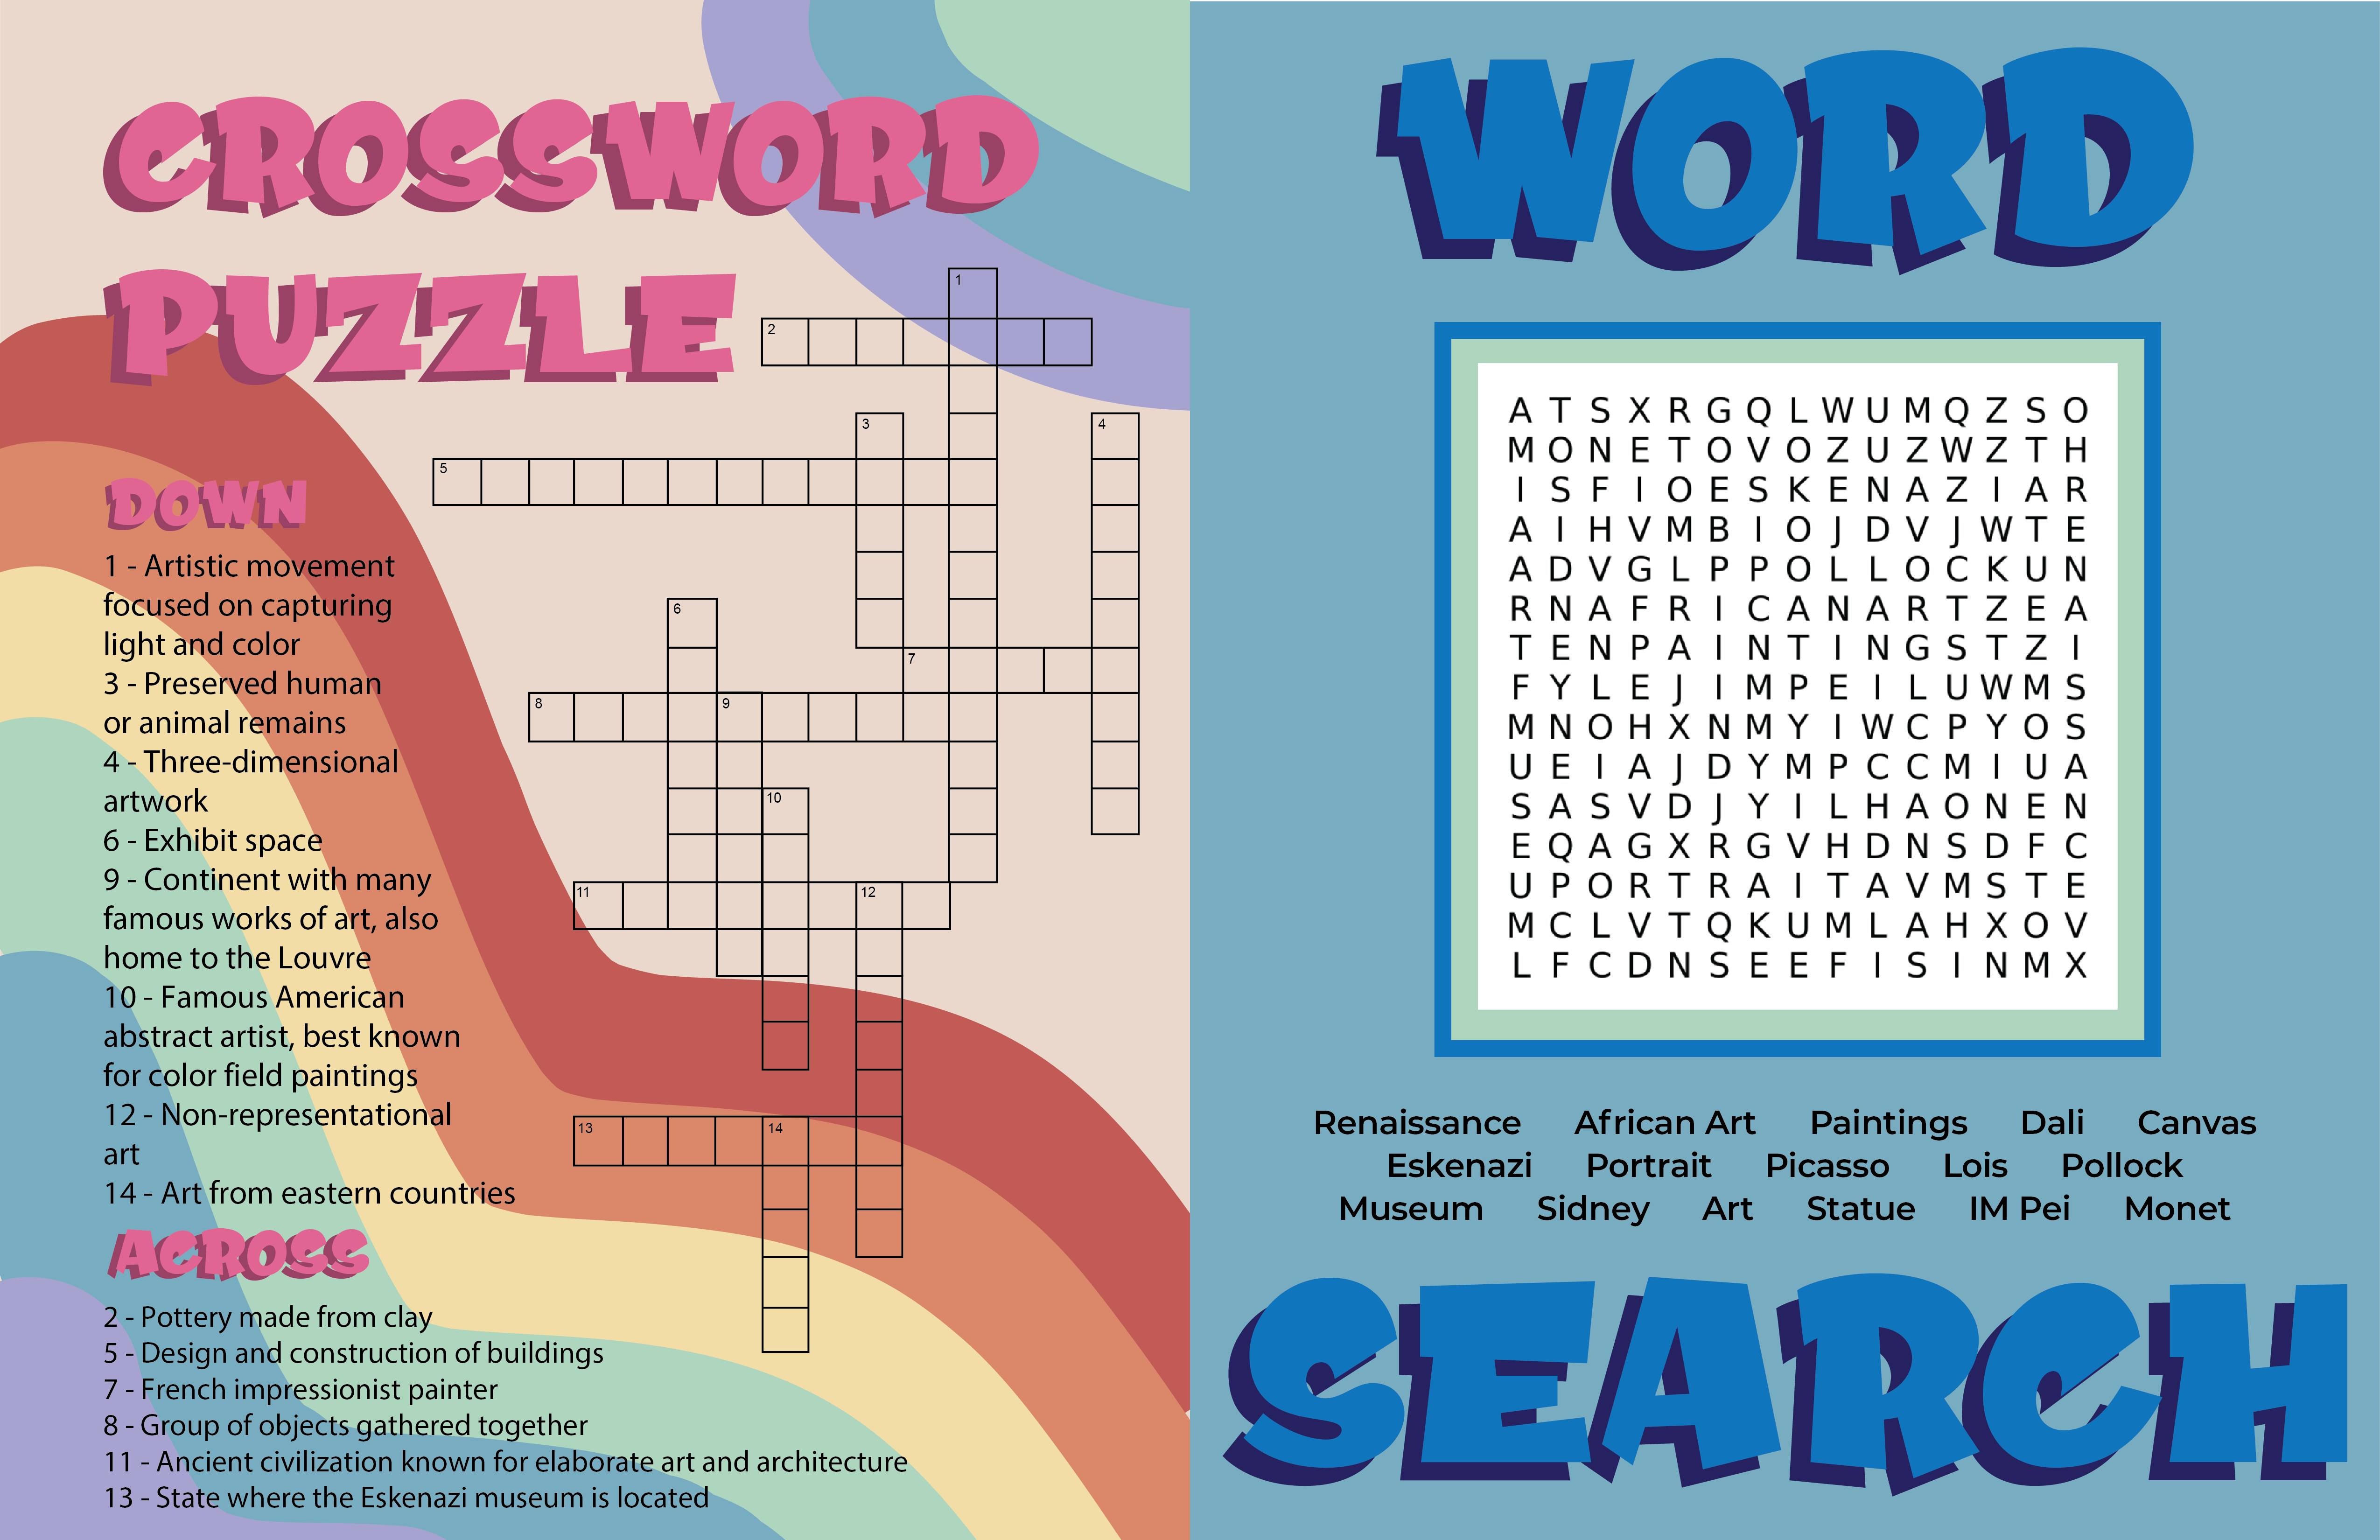 CROSSWORD
PUZZLE
1
2
3
4
5
6
7
8
9
10
11
12
13
14
DOWN
1 - Artistic movement
focused on capturing
light and color
3 - Preserved human
or animal remains
4 - Three-dimensional
artwork
6 - Exhibit space
9 - Continent with many
famous works of art, also
home to the Louvre
10 - Famous American
abstract artist, best known
for color field paintings
12 - Non-representational
art
14 - Art from eastern countries
ACROSS
2 - Pottery made from clay
5 - Design and construction of buildings
7 - French impressionist painter
8 - Group of objects gathered together
11 - Ancient civilization known for elaborate art and architecture
13 - State where the Eskenazi museum is located
WORD
A T S X R G Q L W U M Q Z S O
M O N E T O V O Z U Z W Z T H
I S F I O E S K E N A Z I A R
A I H V M B I O J D V J W T E
A D V G L P P O L L O C K U N
R N A F R I C A N A R T Z E A
T E N P A I N T I N G S T Z I
F Y L E J I M P E I L U W M S
M N O H X N M Y I W C P Y O S
U E I A J D Y M P C C M I U A
S A S V D J Y I L H A O N E N
E Q A G X R G V H D N S D F C
U P O R T R A I T A V M S T E
M C L V T Q K U M L A H X O V
L F C D N S E E F I S I N M X
Renaissance African Art Paintings Dali Canvas
Eskenazi Portrait Picasso Lois Pollock
Museum Sidney Art Statue IM Pei Monet
SEARCH